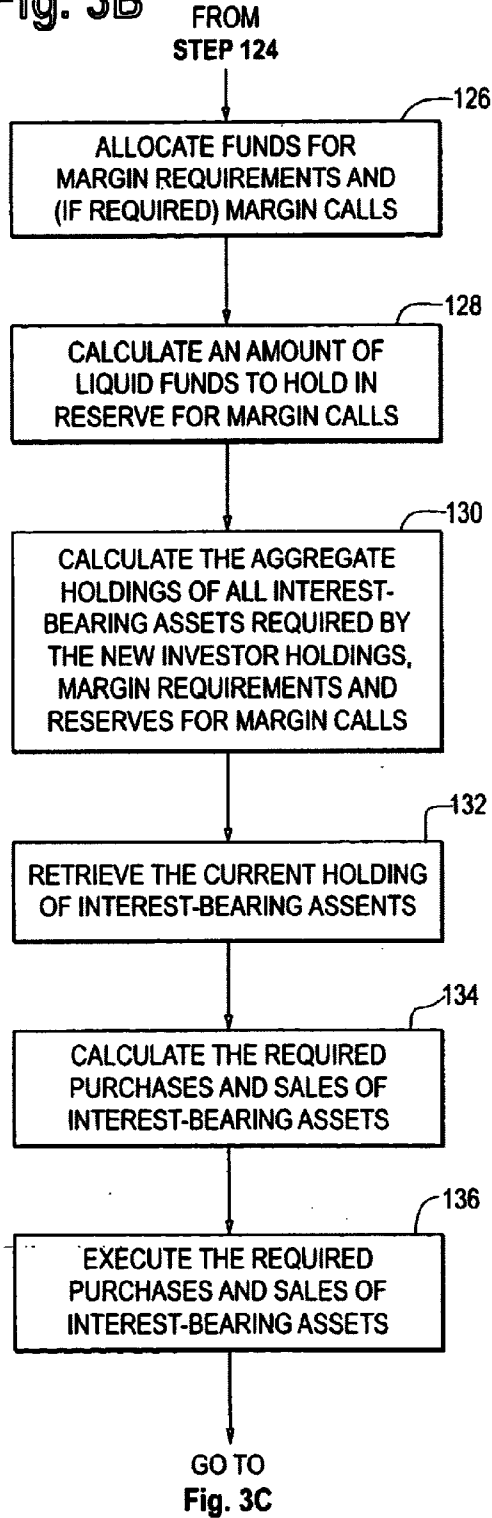 Fig. 3B
FROM
STEP 124
126
ALLOCATE FUNDS FOR
MARGIN REQUIREMENTS AND
(IF REQUIRED) MARGIN CALLS
128
CALCULATE AN AMOUNT OF
LIQUID FUNDS TO HOLD IN
RESERVE FOR MARGIN CALLS
130
CALCULATE THE AGGREGATE
HOLDINGS OF ALL INTEREST-
BEARING ASSETS REQUIRED BY
THE NEW INVESTOR HOLDINGS,
MARGIN REQUIREMENTS AND
RESERVES FOR MARGIN CALLS
132
RETRIEVE THE CURRENT HOLDING
OF INTEREST-BEARING ASSENTS
134
CALCULATE THE REQUIRED
PURCHASES AND SALES OF
INTEREST-BEARING ASSETS
136
EXECUTE THE REQUIRED
PURCHASES AND SALES OF
INTEREST-BEARING ASSETS
GO TO
Fig. 3C